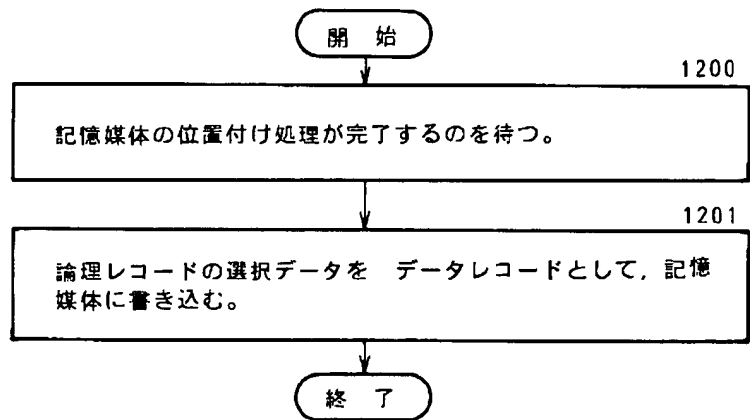 開 始
1200
記憶媒体の位置付け処理が完了するのを待つ。
1201
論理レコードの選択データを データレコードとして,記憶
媒体に書き込む。
終 了